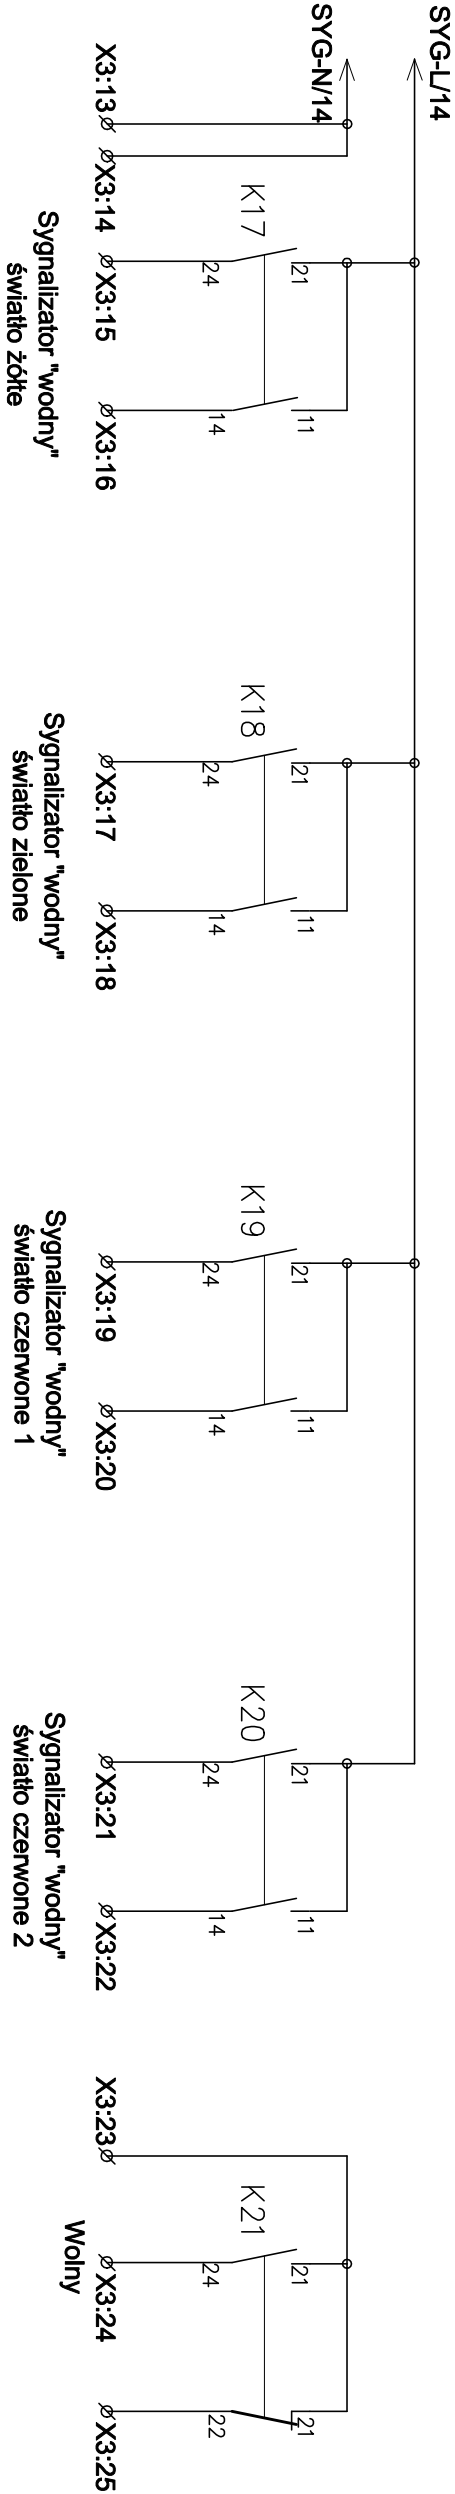 SYG-L/14
SYG-N/14
X3:13
X3:14
K17
21
11
24
14
X3:15
X3:16
Sygnalizator "wodny"
światło żółte
K18
21
11
24
14
X3:17
X3:18
Sygnalizator "wodny"
światło zielone
K19
21
11
24
14
X3:19
X3:20
Sygnalizator "wodny"
światło czerwone 1
K20
21
11
24
14
X3:21
X3:22
Sygnalizator "wodny"
światło czerwone 2
X3:23
K21
21
21
24
22
X3:24
X3:25
Wolny